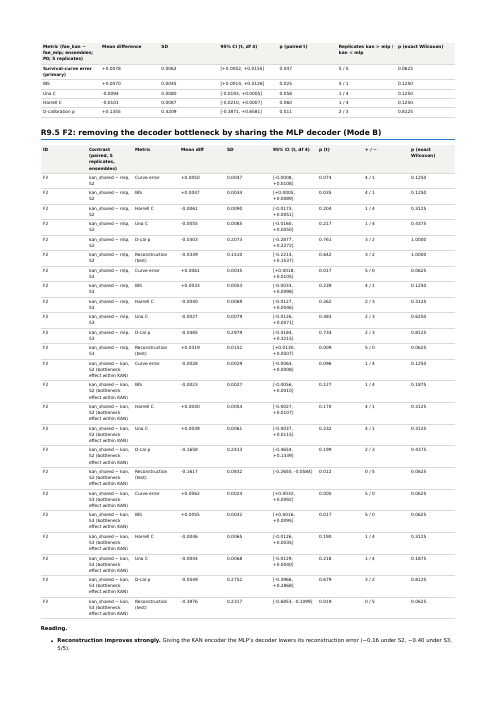 Metric (foe_kan − foe_mlp; ensembles; P0; 5 replicates) Mean difference SD 95% CI (t, df 4) p (paired t) Replicates kan > mlp / kan < mlp p (exact Wilcoxon)
Survival-curve error (primary) +0.0078 0.0062 [+0.0002, +0.0155] 0.047 5 / 0 0.0625
IBS +0.0070 0.0045 [+0.0014, +0.0126] 0.025 4 / 1 0.1250
Uno C -0.0094 0.0080 [-0.0193, +0.0005] 0.058 1 / 4 0.1250
Harrell C -0.0101 0.0087 [-0.0210, +0.0007] 0.060 1 / 4 0.1250
D-calibration p +0.1355 0.4209 [-0.3871, +0.6581] 0.511 2 / 3 0.8125
R9.5 F2: removing the decoder bottleneck by sharing the MLP decoder (Mode B)
ID Contrast (paired, 5 replicates, ensembles) Metric Mean diff SD 95% CI (t, df 4) p (t) + / − p (exact Wilcoxon)
F2 kan_shared − mlp, S2 Curve error +0.0050 0.0047 [-0.0008, +0.0108] 0.073 4 / 1 0.1250
F2 kan_shared − mlp, S2 IBS +0.0047 0.0034 [+0.0005, +0.0089] 0.035 4 / 1 0.1250
F2 kan_shared − mlp, S2 Harrell C -0.0061 0.0090 [-0.0173, +0.0051] 0.204 1 / 4 0.3125
F2 kan_shared − mlp, S2 Uno C -0.0055 0.0085 [-0.0160, +0.0050] 0.217 1 / 4 0.4375
F2 kan_shared − mlp, S2 D-cal p -0.0303 0.2073 [-0.2877, +0.2272] 0.761 3 / 2 1.0000
F2 kan_shared − mlp, S2 Reconstruction (test) -0.0339 0.1510 [-0.2214, +0.1537] 0.642 3 / 2 1.0000
F2 kan_shared − mlp, S3 Curve error +0.0061 0.0035 [+0.0018, +0.0105] 0.017 5 / 0 0.0625
F2 kan_shared − mlp, S3 IBS +0.0033 0.0053 [-0.0033, +0.0098] 0.239 4 / 1 0.1250
F2 kan_shared − mlp, S3 Harrell C -0.0040 0.0069 [-0.0127, +0.0046] 0.262 2 / 3 0.3125
F2 kan_shared − mlp, S3 Uno C -0.0027 0.0079 [-0.0126, +0.0071] 0.483 2 / 3 0.6250
F2 kan_shared − mlp, S3 D-cal p -0.0485 0.2979 [-0.4184, +0.3215] 0.734 2 / 3 0.8125
F2 kan_shared − mlp, S3 Reconstruction (test) +0.0319 0.0152 [+0.0130, +0.0507] 0.009 5 / 0 0.0625
F2 kan_shared − kan, S2 (bottleneck effect within KAN) Curve error -0.0028 0.0029 [-0.0064, +0.0008] 0.096 1 / 4 0.1250
F2 kan_shared − kan, S2 (bottleneck effect within KAN) IBS -0.0023 0.0027 [-0.0056, +0.0010] 0.127 1 / 4 0.1875
F2 kan_shared − kan, S2 (bottleneck effect within KAN) Harrell C +0.0040 0.0054 [-0.0027, +0.0107] 0.170 4 / 1 0.3125
F2 kan_shared − kan, S2 (bottleneck effect within KAN) Uno C +0.0039 0.0061 [-0.0037, +0.0115] 0.232 4 / 1 0.3125
F2 kan_shared − kan, S2 (bottleneck effect within KAN) D-cal p -0.1658 0.2413 [-0.4654, +0.1339] 0.199 2 / 3 0.4375
F2 kan_shared − kan, S2 (bottleneck effect within KAN) Reconstruction (test) -0.1617 0.0832 [-0.2650, -0.0584] 0.012 0 / 5 0.0625
F2 kan_shared − kan, S3 (bottleneck effect within KAN) Curve error +0.0062 0.0024 [+0.0032, +0.0092] 0.005 5 / 0 0.0625
F2 kan_shared − kan, S3 (bottleneck effect within KAN) IBS +0.0055 0.0032 [+0.0016, +0.0095] 0.017 5 / 0 0.0625
F2 kan_shared − kan, S3 (bottleneck effect within KAN) Harrell C -0.0046 0.0065 [-0.0126, +0.0035] 0.190 1 / 4 0.3125
F2 kan_shared − kan, S3 (bottleneck effect within KAN) Uno C -0.0044 0.0068 [-0.0129, +0.0040] 0.218 1 / 4 0.1875
F2 kan_shared − kan, S3 (bottleneck effect within KAN) D-cal p -0.0549 0.2752 [-0.3966, +0.2868] 0.679 3 / 2 0.8125
F2 kan_shared − kan, S3 (bottleneck effect within KAN) Reconstruction (test) -0.3976 0.2317 [-0.6853, -0.1099] 0.019 0 / 5 0.0625
Reading.
• Reconstruction improves strongly. Giving the KAN encoder the MLP's decoder lowers its reconstruction error (−0.16 under S2, −0.40 under S3,
5/5).